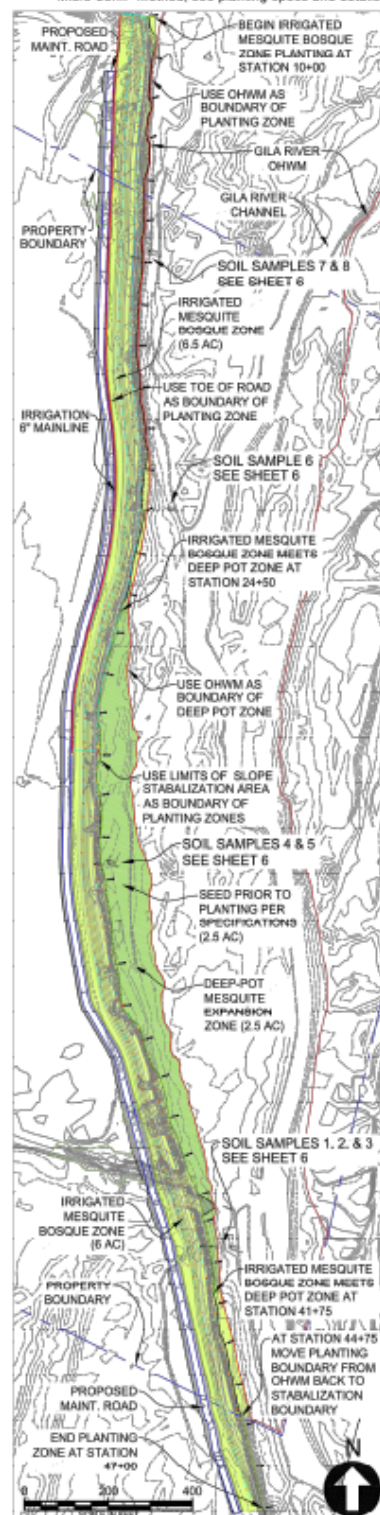 PROPOSED
MAINT. ROAD
BEGIN IRRIGATED
MESQUITE BOSQUE
ZONE PLANTING AT
STATION 10+00
USE OHWM AS
BOUNDARY OF
PLANTING ZONE
GILA RIVER
OHWM
GILA RIVER
CHANNEL
PROPERTY
BOUNDARY
SOIL SAMPLES 7 & 8
SEE SHEET 6
IRRIGATED
MESQUITE
BOSQUE ZONE
(6.5 AC)
USE TOE OF ROAD
AS BOUNDARY OF
PLANTING ZONE
IRRIGATION
6" MAINLINE
SOIL SAMPLE 6
SEE SHEET 6
IRRIGATED MESQUITE
BOSQUE ZONE MEETS
DEEP POT ZONE AT
STATION 24+50
USE OHWM AS
BOUNDARY OF
DEEP POT ZONE
USE LIMITS OF SLOPE
STABALIZATION AREA
AS BOUNDARY OF
PLANTING ZONES
SOIL SAMPLES 4 & 5
SEE SHEET 6
SEED PRIOR TO
PLANTING PER
SPECIFICATIONS
(2.5 AC)
DEEP-POT
MESQUITE
EXPANSION
ZONE (2.5 AC)
SOIL SAMPLES 1, 2, & 3
SEE SHEET 6
IRRIGATED
MESQUITE
BOSQUE ZONE
(6 AC)
IRRIGATED MESQUITE
BOSQUE ZONE MEETS
DEEP POT ZONE AT
STATION 41+75
PROPERTY
BOUNDARY
AT STATION 44+75
MOVE PLANTING
BOUNDARY FROM
OHWM BACK TO
STABALIZATION
BOUNDARY
PROPOSED
MAINT. ROAD
END PLANTING
ZONE AT STATION
47+00
N
0 200 400